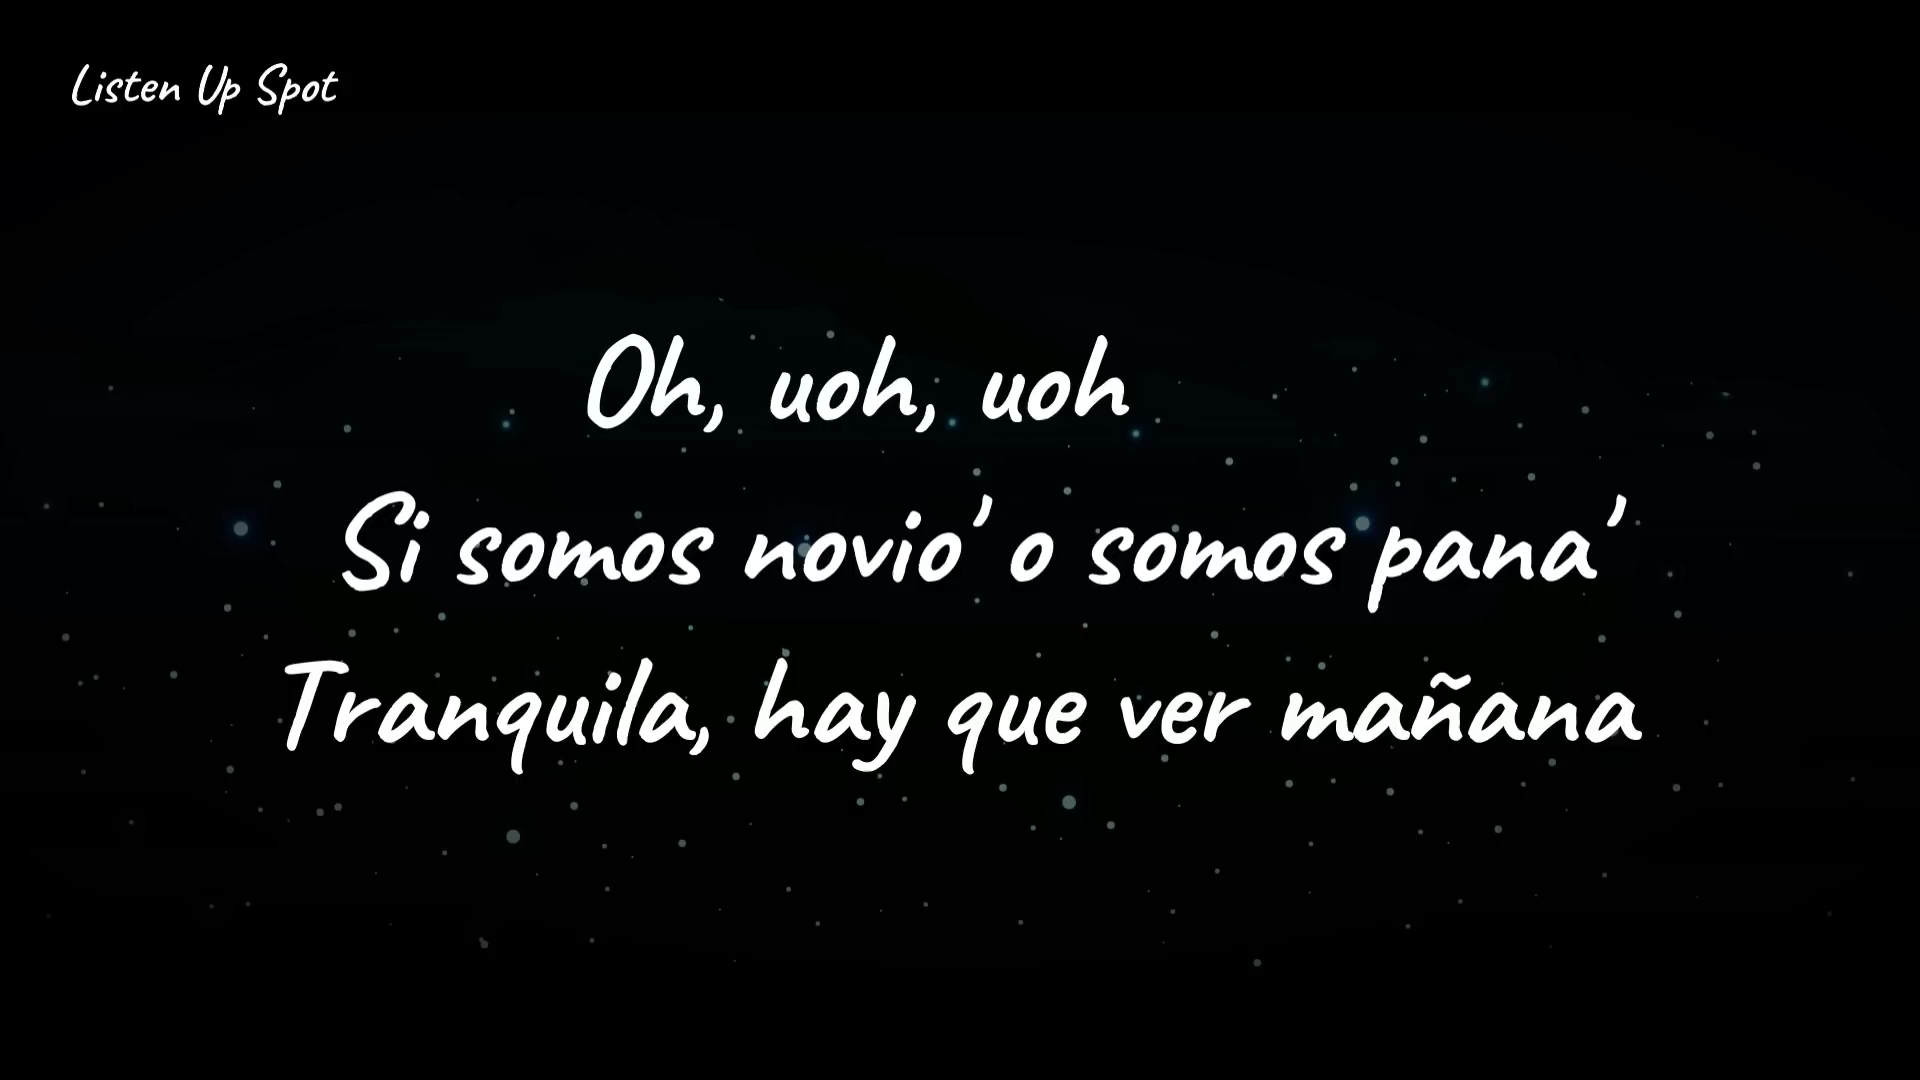 Listen Up Spot
Oh, uoh, uoh
Si somos novio' o somos pana'
Tranquila, hay que ver mañana